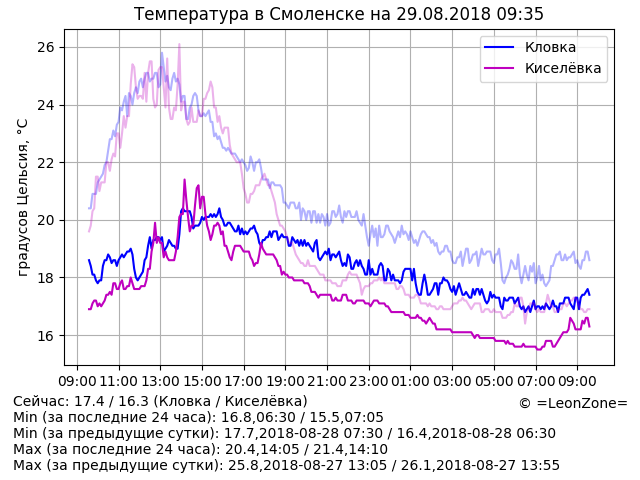 Температура в Смоленске на 29.08.2018 09:35
градусов Цельсия, °C
26
24
22
20
18
16
Кловка
Киселёвка
09:00 11:00 13:00 15:00 17:00 19:00 21:00 23:00 01:00 03:00 05:00 07:00 09:00
Сейчас: 17.4 / 16.3 (Кловка / Киселёвка)
© =LeonZone=
Min (за последние 24 часа): 16.8,06:30 / 15.5,07:05
Min (за предыдущие сутки): 17.7,2018-08-28 07:30 / 16.4,2018-08-28 06:30
Max (за последние 24 часа): 20.4,14:05 / 21.4,14:10
Max (за предыдущие сутки): 25.8,2018-08-27 13:05 / 26.1,2018-08-27 13:55